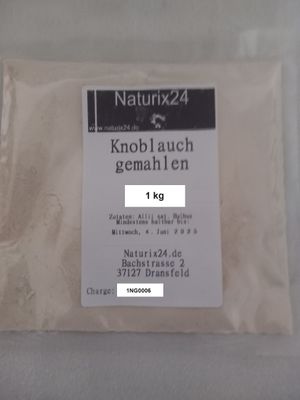 Naturix24
www.naturix24.de
Knoblauch
gemahlen
1 kg
Zutaten: Allii sat. Bulbus
Mindestens haltbar bis:
Mittwoch, 4. Juni 2025
Naturix24.de
Bachstrasse 2
37127 Dransfeld
Charge: 1NG0006